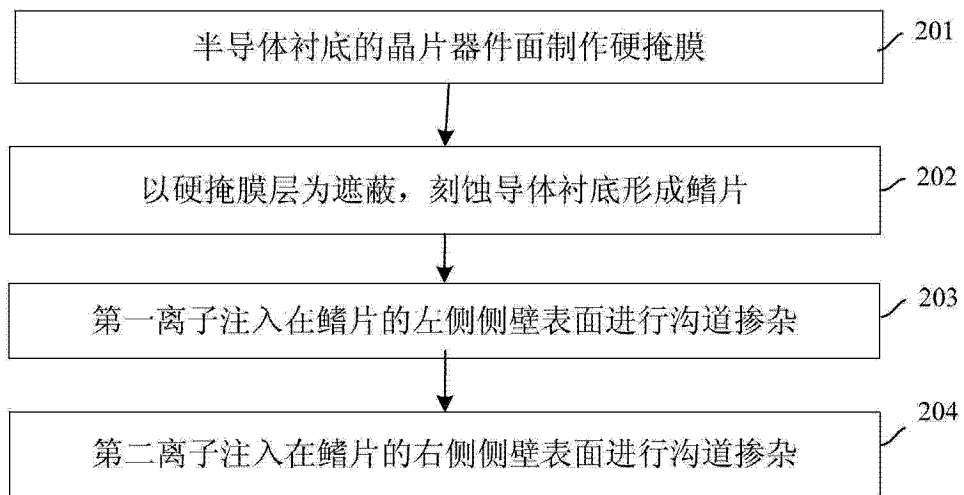 半导体衬底的晶片器件面制作硬掩膜
201
以硬掩膜层为遮蔽，刻蚀导体衬底形成鳍片
202
第一离子注入在鳍片的左侧侧壁表面进行沟道掺杂
203
第二离子注入在鳍片的右侧侧壁表面进行沟道掺杂
204